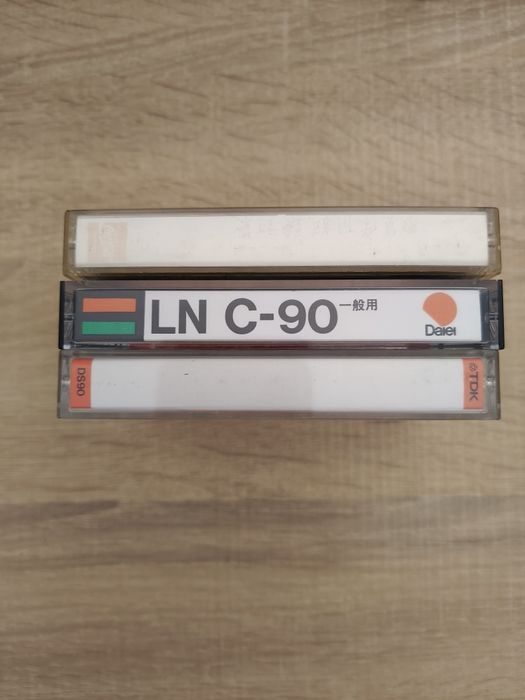 LN C-90 一般用
Daiei
DS90
TDK